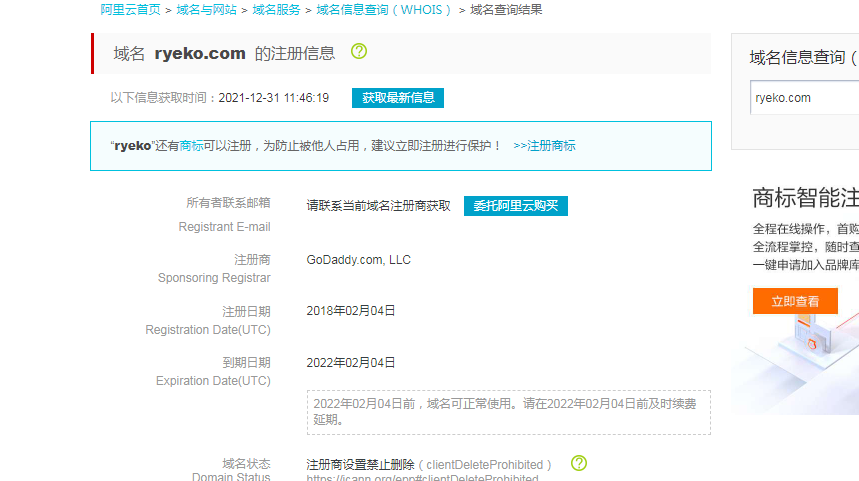 阿里云首页 > 域名与网站 > 域名服务 > 域名信息查询（WHOIS） > 域名查询结果
域名 ryeko.com 的注册信息 ?
以下信息获取时间：2021-12-31 11:46:19 获取最新信息
“ryeko”还有商标可以注册，为防止被他人占用，建议立即注册进行保护！ >>注册商标
所有者联系邮箱
Registrant E-mail
请联系当前域名注册商获取 委托阿里云购买
注册商
Sponsoring Registrar
GoDaddy.com, LLC
注册日期
Registration Date(UTC)
2018年02月04日
到期日期
Expiration Date(UTC)
2022年02月04日
2022年02月04日前，域名可正常使用。请在2022年02月04日前及时续费
延期。
域名状态
Domain Status
注册商设置禁止删除（clientDeleteProhibited） ?
https://icann.org/epp#clientDeleteProhibited
域名信息查询（
ryeko.com
商标智能注
全程在线操作，首购
全流程掌控，随时查
一键申请加入品牌库
立即查看